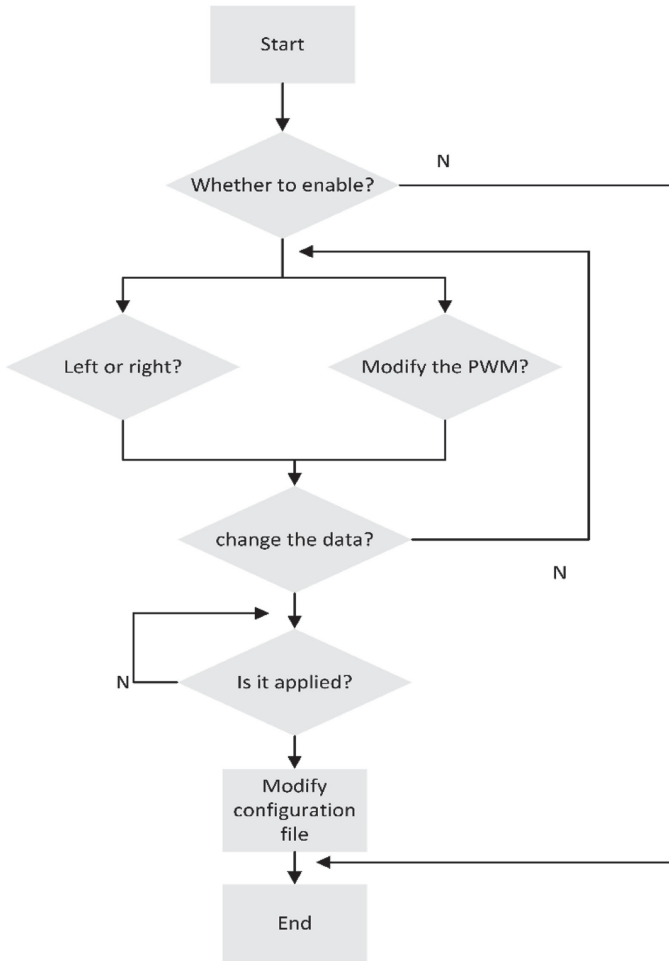 Start
N
Whether to enable?
Left or right?
Modify the PWM?
change the data?
N
N
Is it applied?
Modify
configuration
file
End